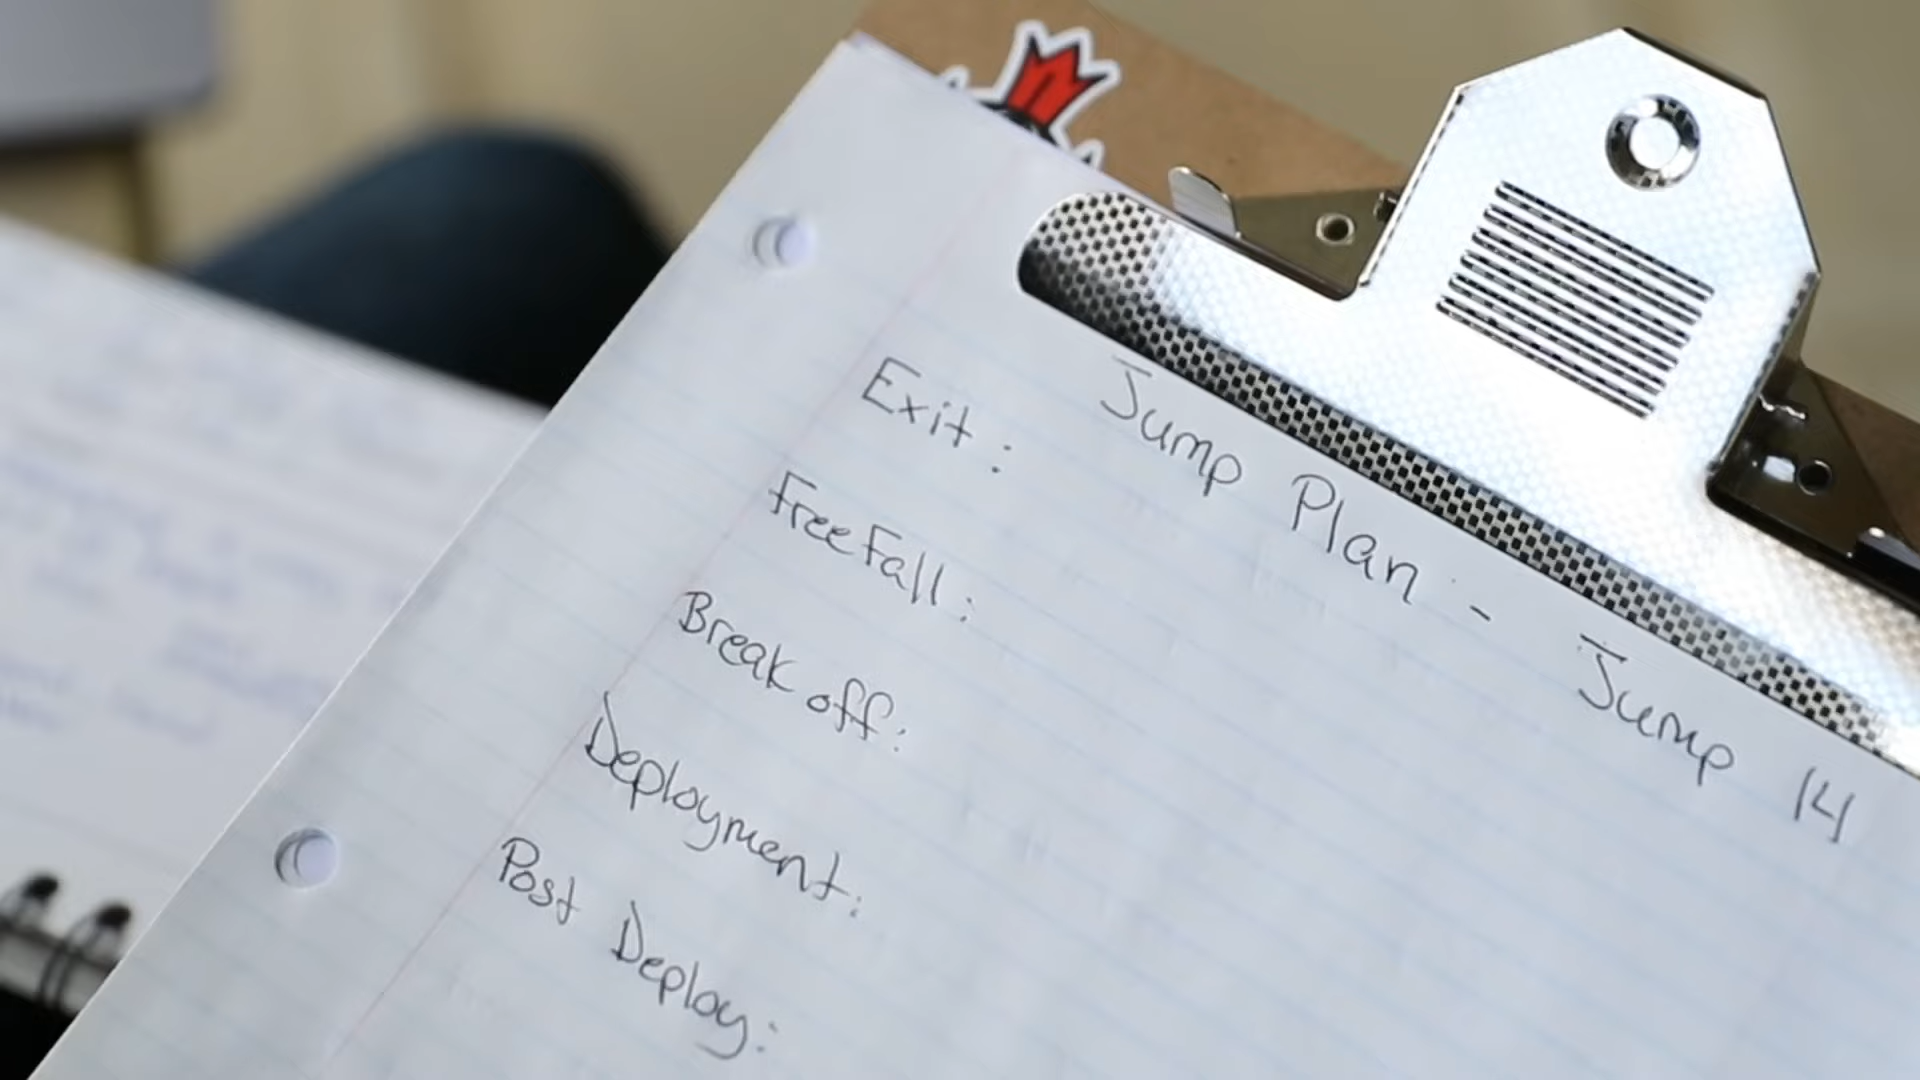 Jump Plan - Jump 14
Exit:
Freefall:
Break off:
Deployment:
Post Deploy: